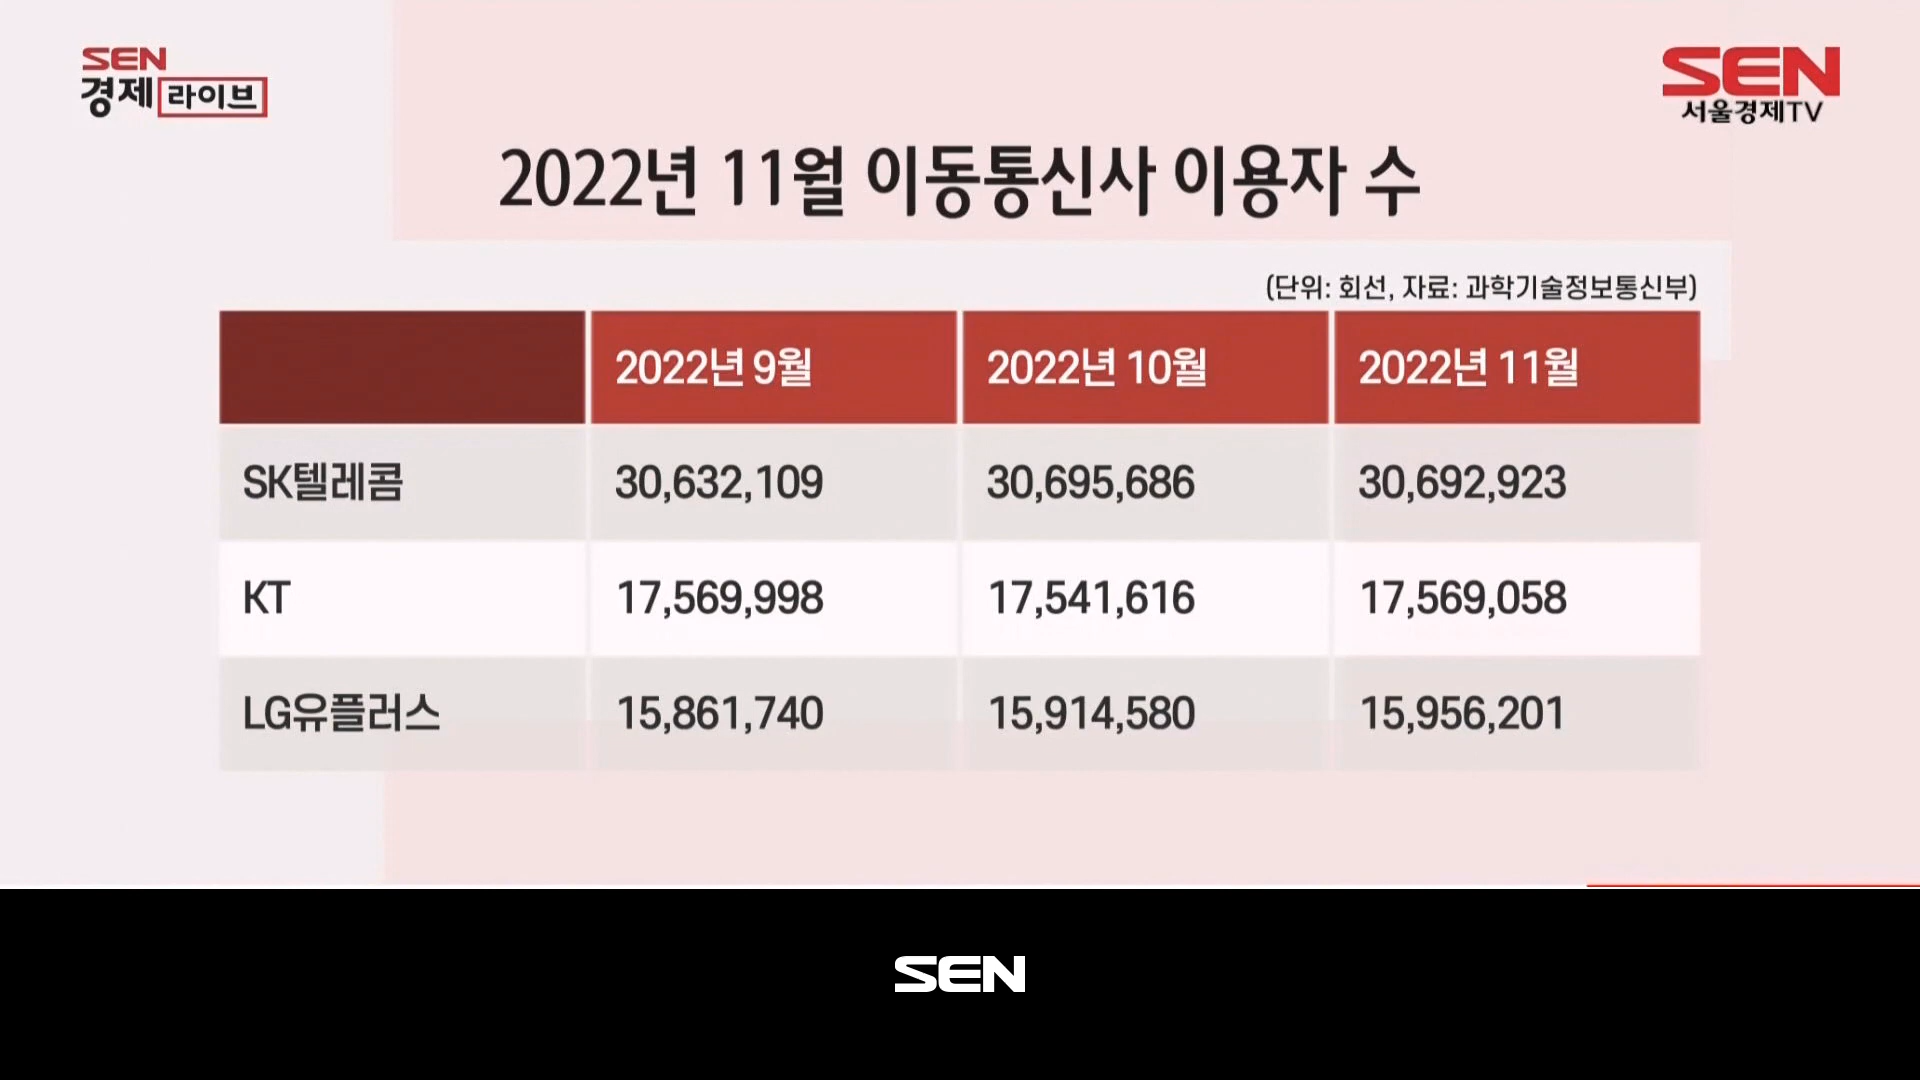 SEN
경제 라이브
SEN
서울경제TV
2022년 11월 이동통신사 이용자 수
(단위: 회선, 자료: 과학기술정보통신부)
2022년 9월 2022년 10월 2022년 11월
SK텔레콤 30,632,109 30,695,686 30,692,923
KT 17,569,998 17,541,616 17,569,058
LG유플러스 15,861,740 15,914,580 15,956,201
SEN